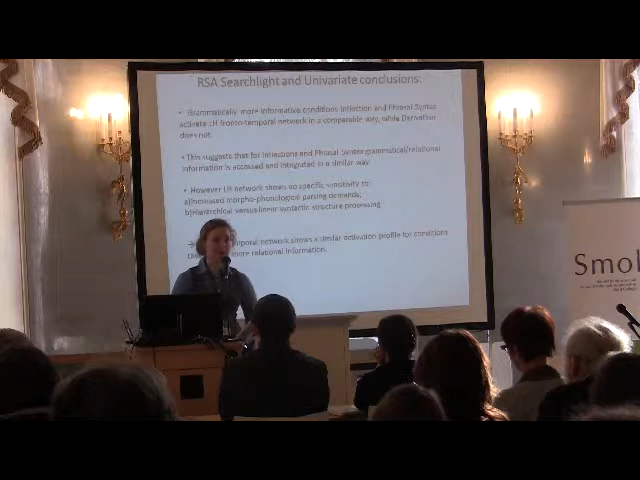 RSA Searchlight and Univariate conclusions:
• Grammatically more informative conditions Inflection and Phrasal Syntax
activate LH fronto-temporal network in a comparable way, while Derivation
does not.
• This suggests that for Inflections and Phrasal Syntax grammatical/relational
information is accessed and integrated in a similar way.
• However LH network shows no specific sensitivity to
a)increased morpho-phonological parsing demands;
b)hierarchical versus linear syntactic structure processing
network shows a similar activation profile for conditions
more relational information.
Smol